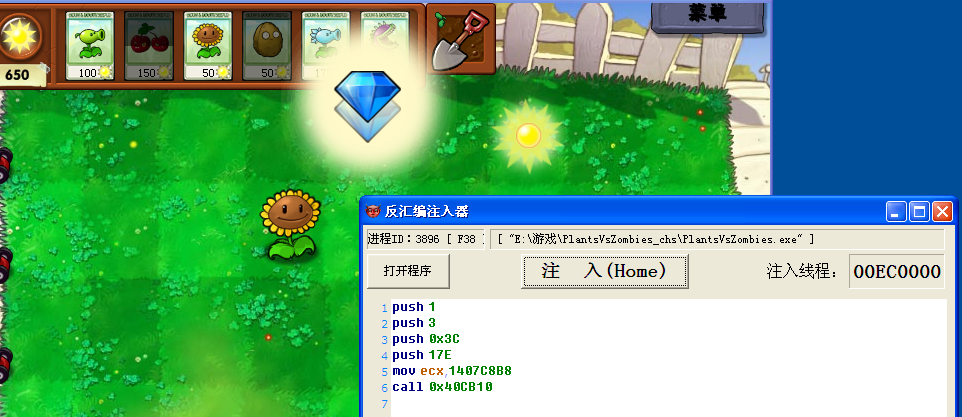 菜單
650
100
150
50
50
反汇编注入器
进程ID：3896 [ F38
[ "E:\游戏\PlantsVsZombies_chs\PlantsVsZombies.exe" ]
打开程序
注 入(Home)
注入线程：
00EC0000
1 push 1
2 push 3
3 push 0x3C
4 push 17E
5 mov ecx,1407C8B8
6 call 0x40CB10
7